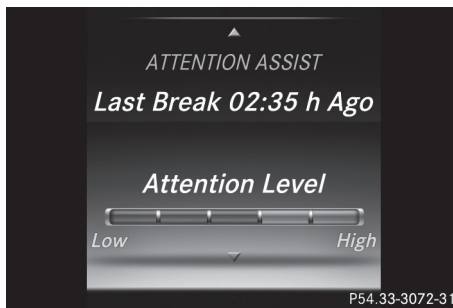 ATTENTION ASSIST
Last Break 02:35 h Ago
Attention Level
Low High
P54.33-3072-31